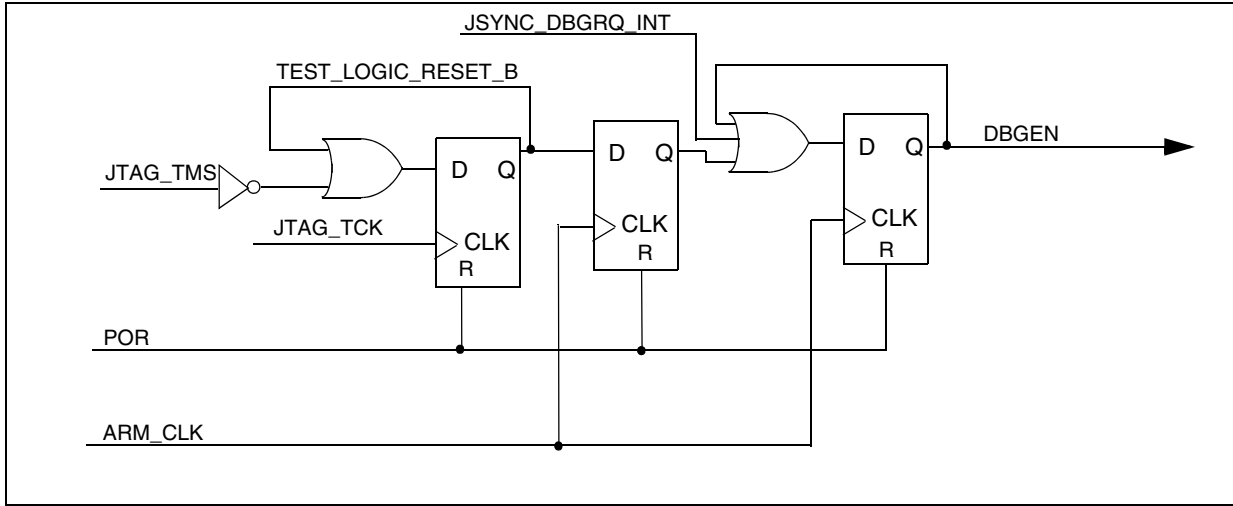 JSYNC_DBGRQ_INT
TEST_LOGIC_RESET_B
DBGEN
D Q
D Q
D Q
JTAG_TMS
CLK
CLK
CLK
JTAG_TCK
R
R
R
POR
ARM_CLK